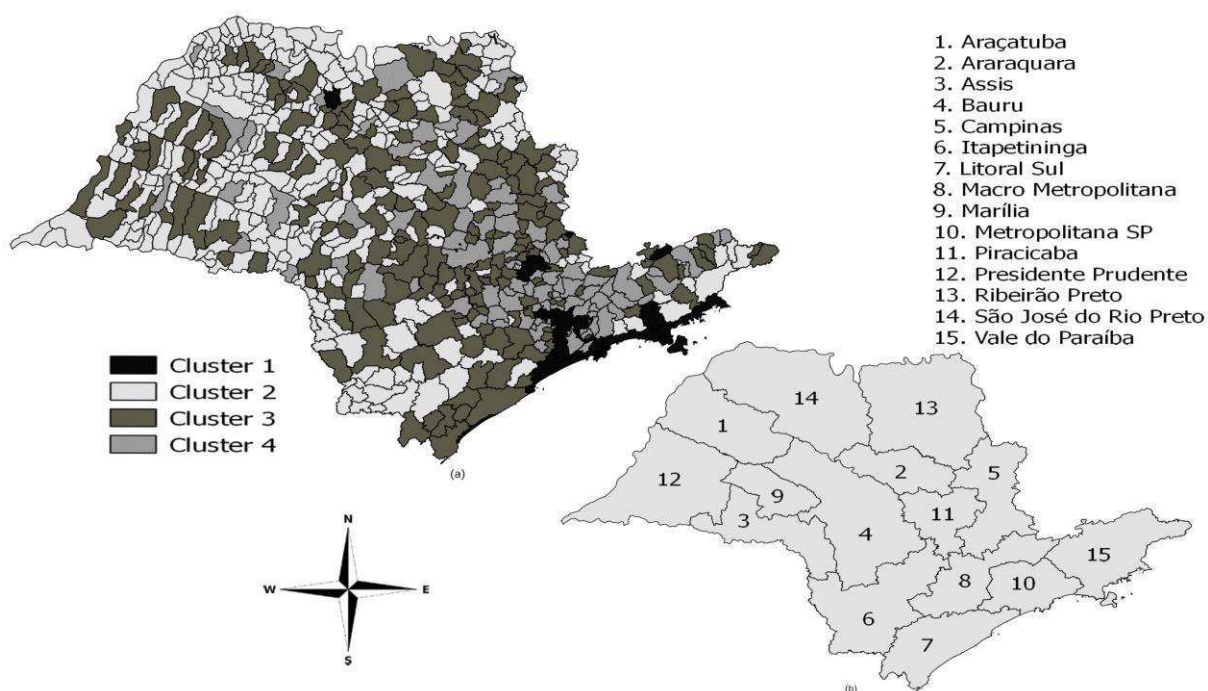 1. Araçatuba
2. Araraquara
3. Assis
4. Bauru
5. Campinas
6. Itapetininga
7. Litoral Sul
8. Macro Metropolitana
9. Marília
10. Metropolitana SP
11. Piracicaba
12. Presidente Prudente
13. Ribeirão Preto
14. São José do Rio Preto
15. Vale do Paraíba
Cluster 1
Cluster 2
Cluster 3
Cluster 4
(a)
14
13
1
2
5
12
9
3
11
4
15
8
10
6
7
(b)
N
W
E
S